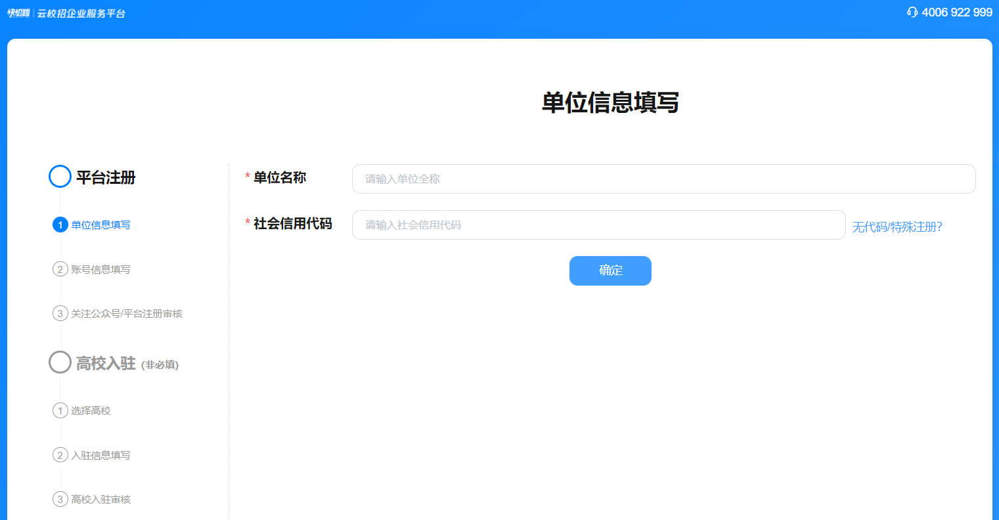 快招聘 | 云校招企业服务平台
4006 922 999
单位信息填写
平台注册
1 单位信息填写
2 账号信息填写
3 关注公众号/平台注册审核
高校入驻 (非必填)
1 选择高校
2 入驻信息填写
3 高校入驻审核
* 单位名称
请输入单位全称
* 社会信用代码
请输入社会信用代码
无代码/特殊注册?
确定